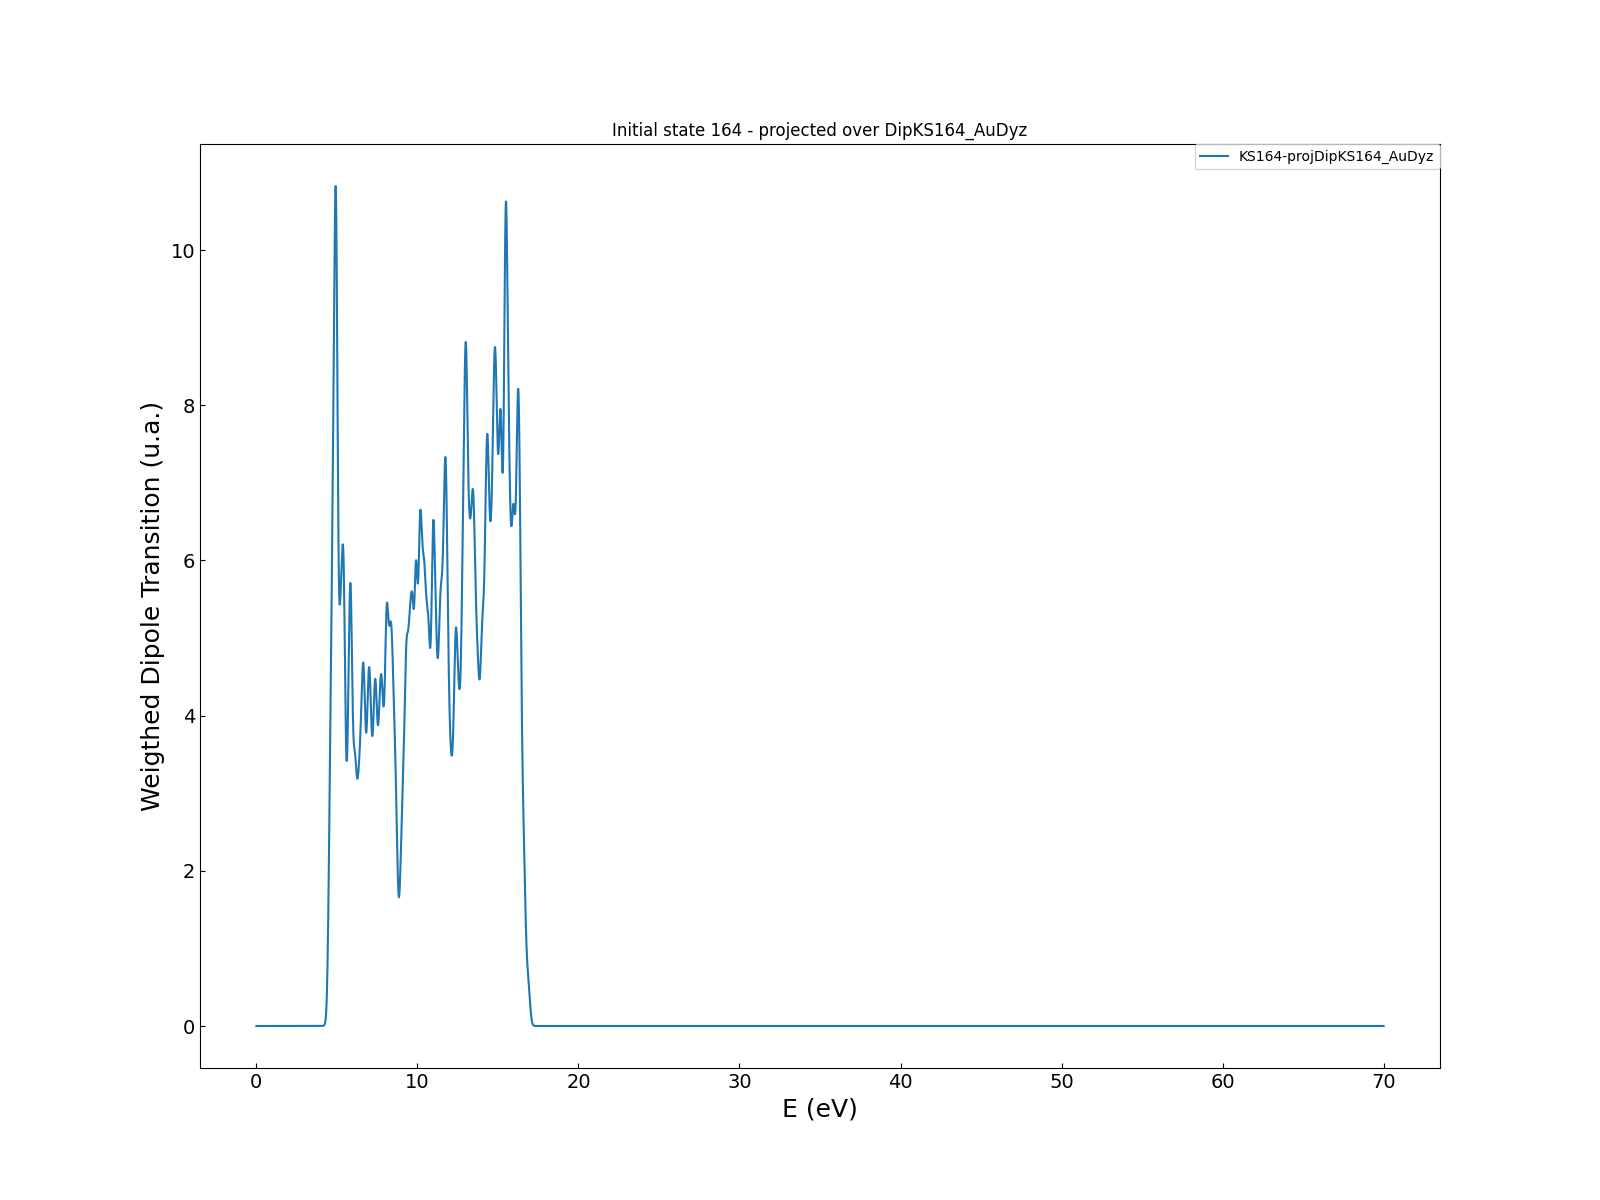 Initial state 164 - projected over DipKS164_AuDyz
KS164-projDipKS164_AuDyz
Weigthed Dipole Transition (u.a.)
10
8
6
4
2
0
0 10 20 30 40 50 60 70
E (eV)